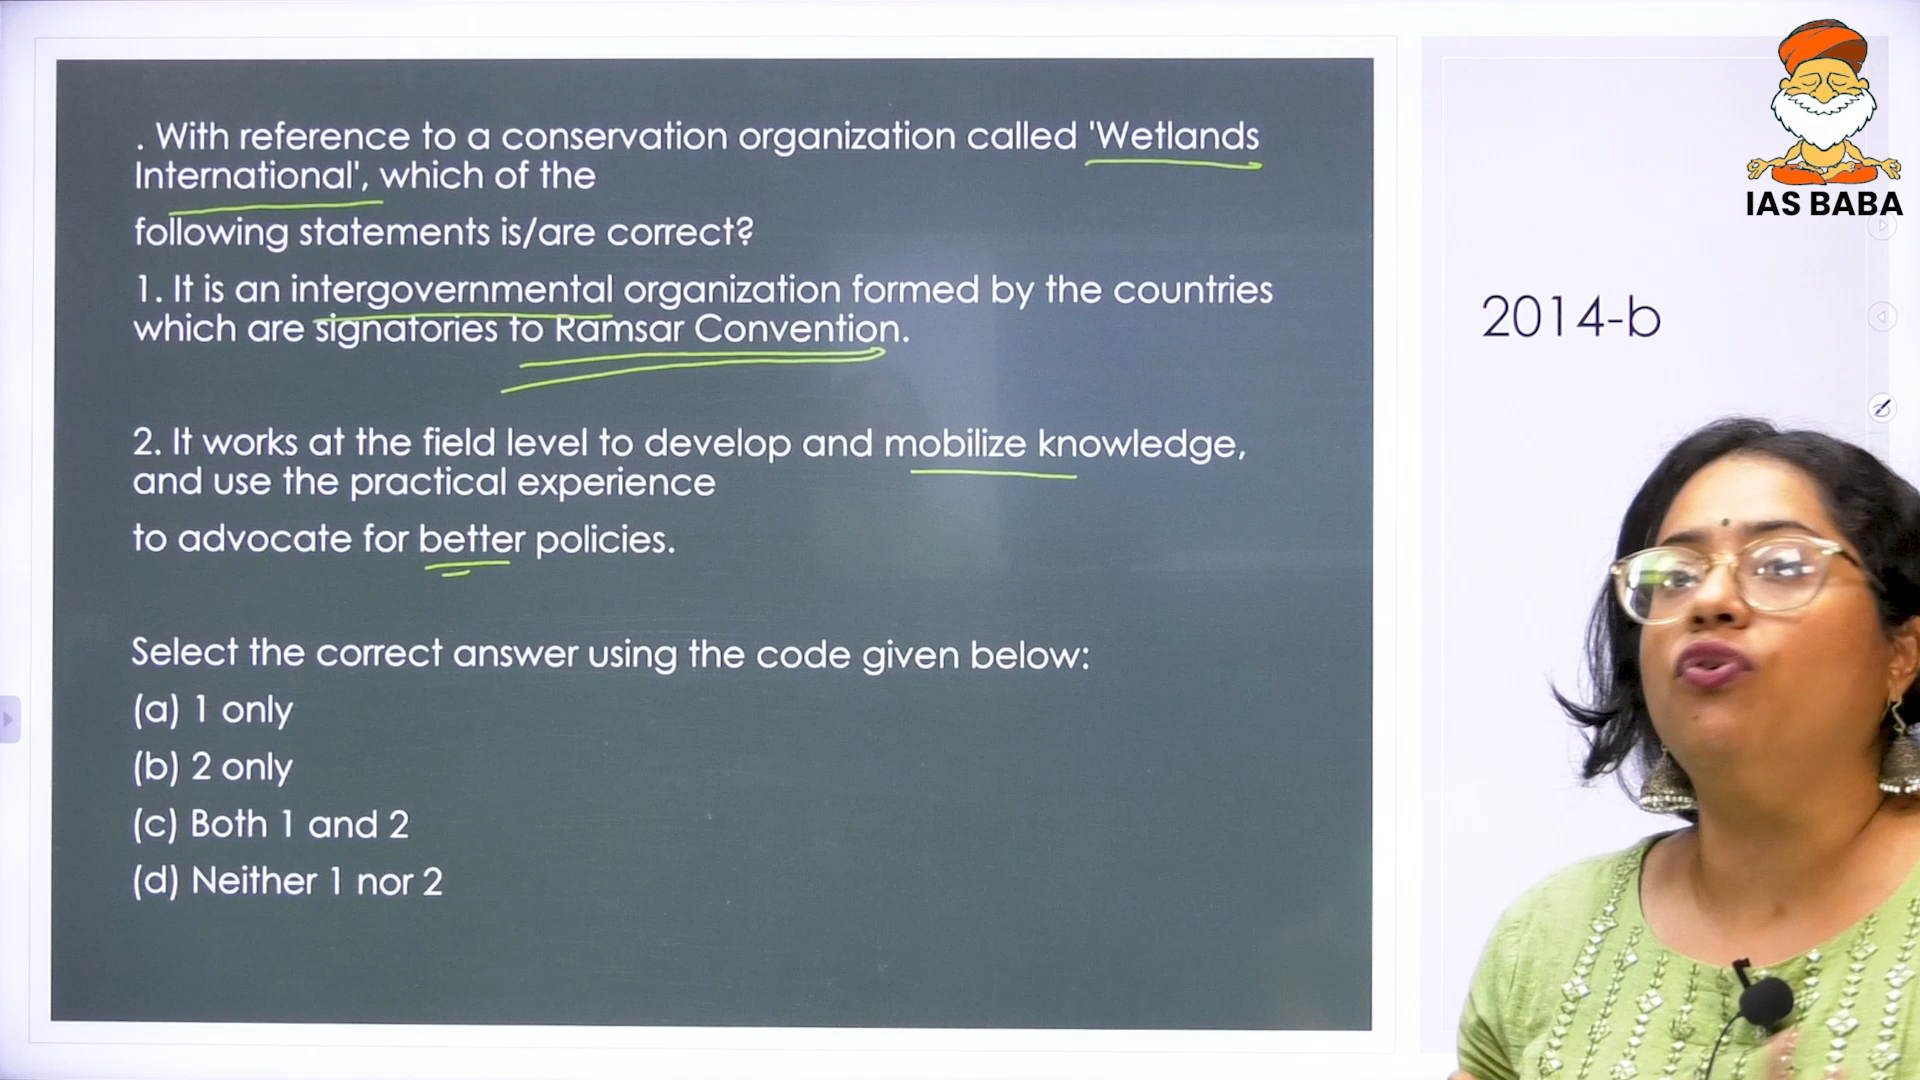 . With reference to a conservation organization called 'Wetlands
International', which of the
following statements is/are correct?
1. It is an intergovernmental organization formed by the countries
which are signatories to Ramsar Convention.
2. It works at the field level to develop and mobilize knowledge,
and use the practical experience
to advocate for better policies.
Select the correct answer using the code given below:
(a) 1 only
(b) 2 only
(c) Both 1 and 2
(d) Neither 1 nor 2
2014-b
IAS BABA